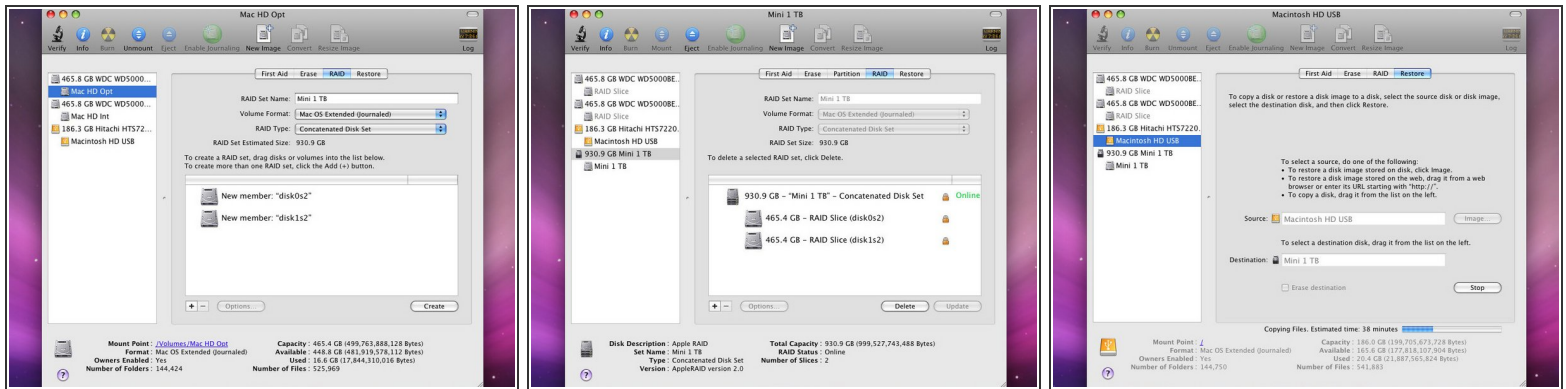 Mac HD Opt
Verify Info Burn Unmount Eject Enable Journaling New Image Convert Resize Image Log
465.8 GB WDC WD5000...
Mac HD Opt
465.8 GB WDC WD5000...
Mac HD Int
186.3 GB Hitachi HTS72...
Macintosh HD USB
First Aid Erase RAID Restore
RAID Set Name: Mini 1 TB
Volume Format: Mac OS Extended (Journaled)
RAID Type: Concatenated Disk Set
RAID Set Estimated Size: 930.9 GB
To create a RAID set, drag disks or volumes into the list below.
To create more than one RAID set, click the Add (+) button.
New member: "disk0s2"
New member: "disk1s2"
+ - Options... Create
Mount Point : /Volumes/Mac HD Opt
Format : Mac OS Extended (Journaled)
Owners Enabled : Yes
Number of Folders : 144,424
Capacity : 465.4 GB (499,763,888,128 Bytes)
Available : 448.8 GB (481,919,578,112 Bytes)
Used : 16.6 GB (17,844,310,016 Bytes)
Number of Files : 525,969
?
Mini 1 TB
Verify Info Burn Mount Eject Enable Journaling New Image Convert Resize Image Log
465.8 GB WDC WD5000BE...
RAID Slice
465.8 GB WDC WD5000BE...
RAID Slice
186.3 GB Hitachi HTS7220...
Macintosh HD USB
930.9 GB Mini 1 TB
Mini 1 TB
First Aid Erase Partition RAID Restore
RAID Set Name: Mini 1 TB
Volume Format: Mac OS Extended (Journaled)
RAID Type: Concatenated Disk Set
RAID Set Size: 930.9 GB
To delete a selected RAID set, click Delete.
930.9 GB – "Mini 1 TB" – Concatenated Disk Set Online
465.4 GB – RAID Slice (disk0s2)
465.4 GB – RAID Slice (disk1s2)
+ - Options... Delete Update
Disk Description : Apple RAID
Set Name : Mini 1 TB
Type : Concatenated Disk Set
Version : AppleRAID version 2.0
Total Capacity : 930.9 GB (999,527,743,488 Bytes)
RAID Status : Online
Number of Slices : 2
?
Macintosh HD USB
Verify Info Burn Unmount Eject Enable Journaling New Image Convert Resize Image Log
465.8 GB WDC WD5000BE...
RAID Slice
465.8 GB WDC WD5000BE...
RAID Slice
186.3 GB Hitachi HTS7220...
Macintosh HD USB
930.9 GB Mini 1 TB
Mini 1 TB
First Aid Erase RAID Restore
To copy a disk or restore a disk image to a disk, select the source disk or disk image,
select the destination disk, and then click Restore.
To select a source, do one of the following:
• To restore a disk image stored on disk, click Image.
• To restore a disk image stored on the web, drag it from a web
browser or enter its URL starting with "http://".
• To copy a disk, drag it from the list on the left.
Source: Macintosh HD USB Image...
To select a destination disk, drag it from the list on the left.
Destination: Mini 1 TB
Erase destination Stop
Copying Files. Estimated time: 38 minutes
Mount Point : /
Format : Mac OS Extended (Journaled)
Owners Enabled : Yes
Number of Folders : 144,750
Capacity : 186.0 GB (199,705,673,728 Bytes)
Available : 165.6 GB (177,818,107,904 Bytes)
Used : 20.4 GB (21,887,565,824 Bytes)
Number of Files : 541,883
?